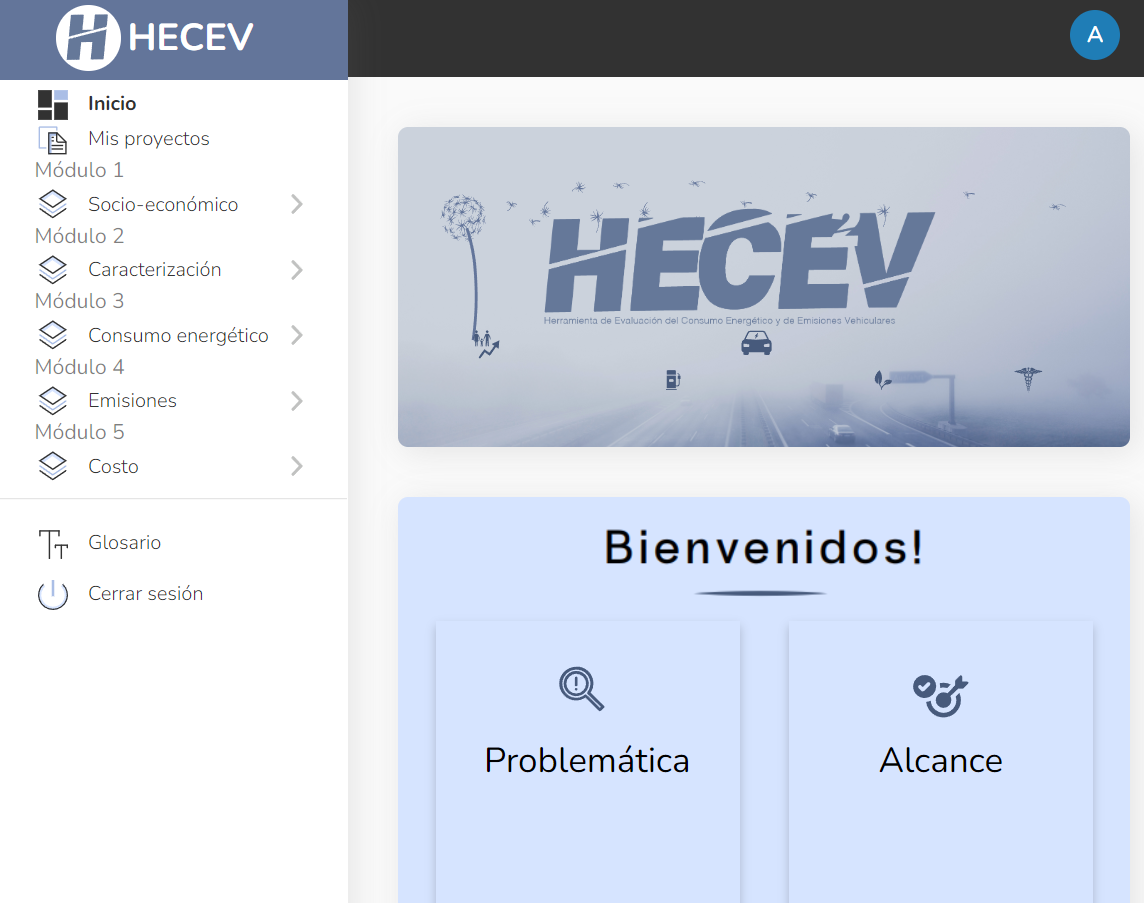 HECEV
A
Inicio
Mis proyectos
Módulo 1
Socio-económico
Módulo 2
Caracterización
Módulo 3
Consumo energético
Módulo 4
Emisiones
Módulo 5
Costo
Glosario
Cerrar sesión
HECE²V
Herramienta de Evaluación del Consumo Energético y de Emisiones Vehiculares
Bienvenidos!
Problemática
Alcance